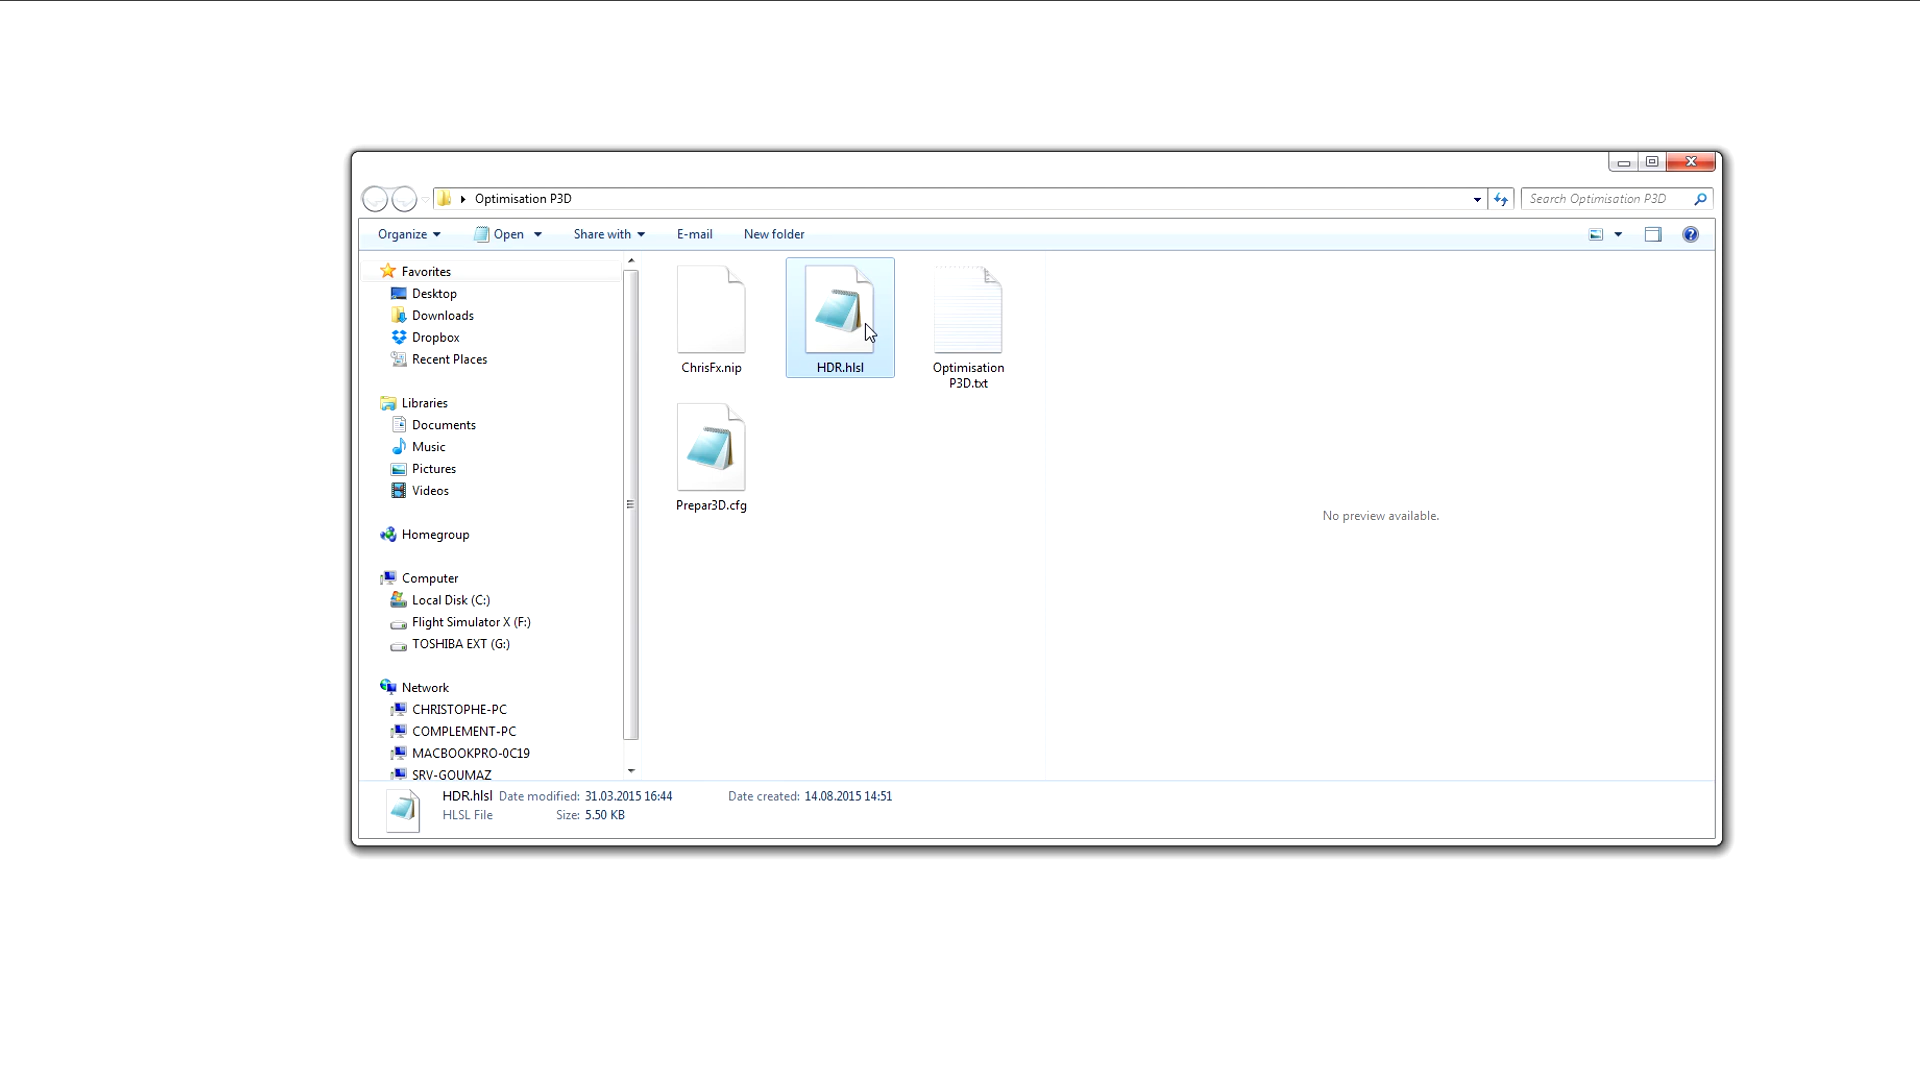 Optimisation P3D
Search Optimisation P3D
Organize
Open
Share with
E-mail
New folder
Favorites
Desktop
Downloads
Dropbox
Recent Places
Libraries
Documents
Music
Pictures
Videos
Homegroup
Computer
Local Disk (C:)
Flight Simulator X (F:)
TOSHIBA EXT (G:)
Network
CHRISTOPHE-PC
COMPLEMENT-PC
MACBOOKPRO-0C19
SRV-GOUMAZ
ChrisFx.nip
HDR.hlsl
Optimisation
P3D.txt
Prepar3D.cfg
No preview available.
HDR.hlsl Date modified: 31.03.2015 16:44 Date created: 14.08.2015 14:51
HLSL File Size: 5.50 KB